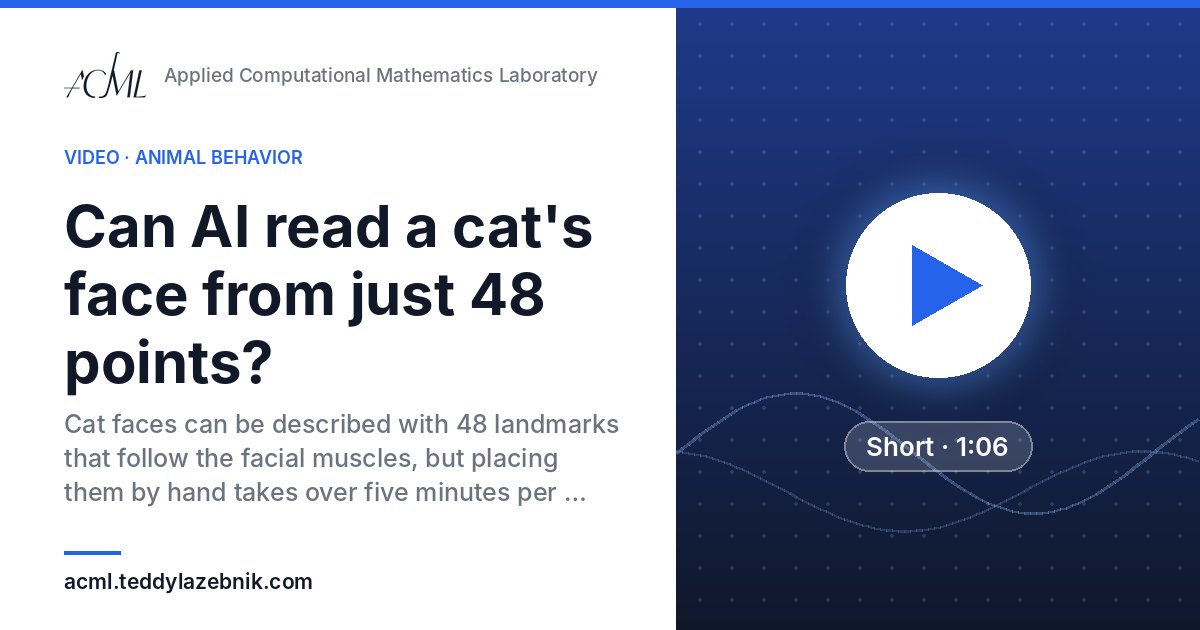 ACML Applied Computational Mathematics Laboratory
VIDEO · ANIMAL BEHAVIOR
Can AI read a cat's
face from just 48
points?
Cat faces can be described with 48 landmarks
that follow the facial muscles, but placing
them by hand takes over five minutes per ...
acml.teddylazebnik.com
Short · 1:06